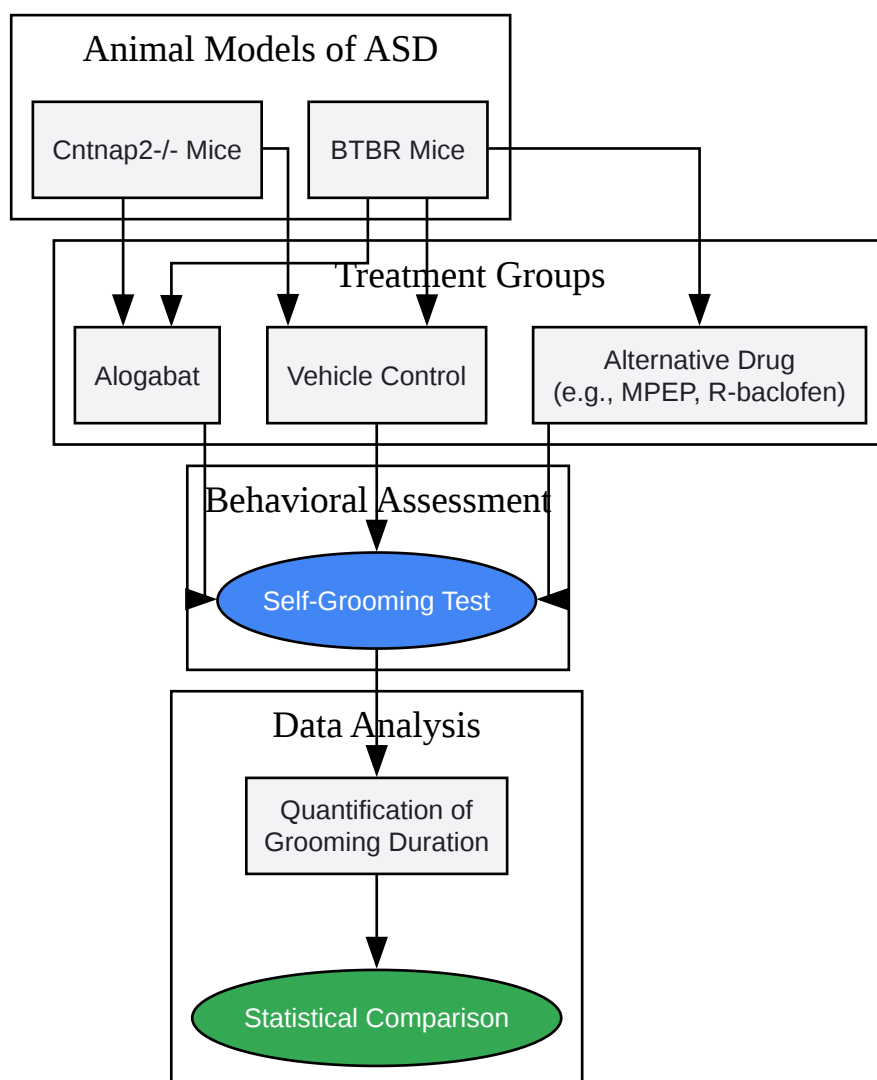 Animal Models of ASD
Cntnap2-/- Mice
BTBR Mice
Treatment Groups
Alogabat
Vehicle Control
Alternative Drug
(e.g., MPEP, R-baclofen)
Behavioral Assessment
Self-Grooming Test
Data Analysis
Quantification of
Grooming Duration
Statistical Comparison